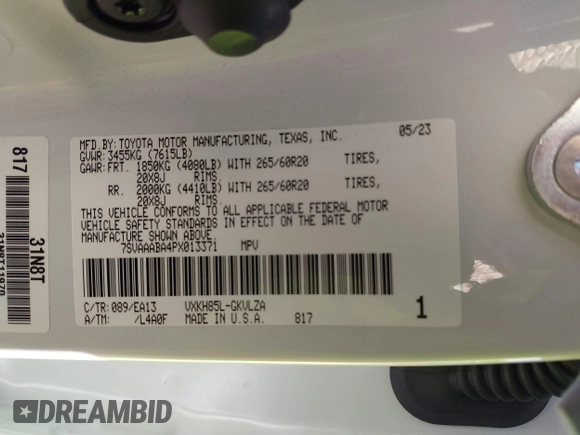 MFD.BY:TOYOTA MOTOR MANUFACTURING, TEXAS, INC. 05/23
GVWR:3455KG (7615LB)
GAWR:FRT. 1850KG (4080LB) WITH 265/60R20 TIRES,
20X8J RIMS.
RR. 2000KG (4410LB) WITH 265/60R20 TIRES,
20X8J RIMS.
THIS VEHICLE CONFORMS TO ALL APPLICABLE FEDERAL MOTOR
VEHICLE SAFETY STANDARDS IN EFFECT ON THE DATE OF
MANUFACTURE SHOWN ABOVE
7SVAAABA4PX013371 MPV
C/TR:089/EA13 VXKH85L-GKVLZA
A/TM: /L4A0F MADE IN U.S.A. 817 1
817
31N8T
DREAMBID